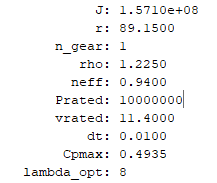 J: 1.5710e+08
r: 89.1500
n_gear: 1
rho: 1.2250
neff: 0.9400
Prated: 10000000
vrated: 11.4000
dt: 0.0100
Cpmax: 0.4935
lambda_opt: 8